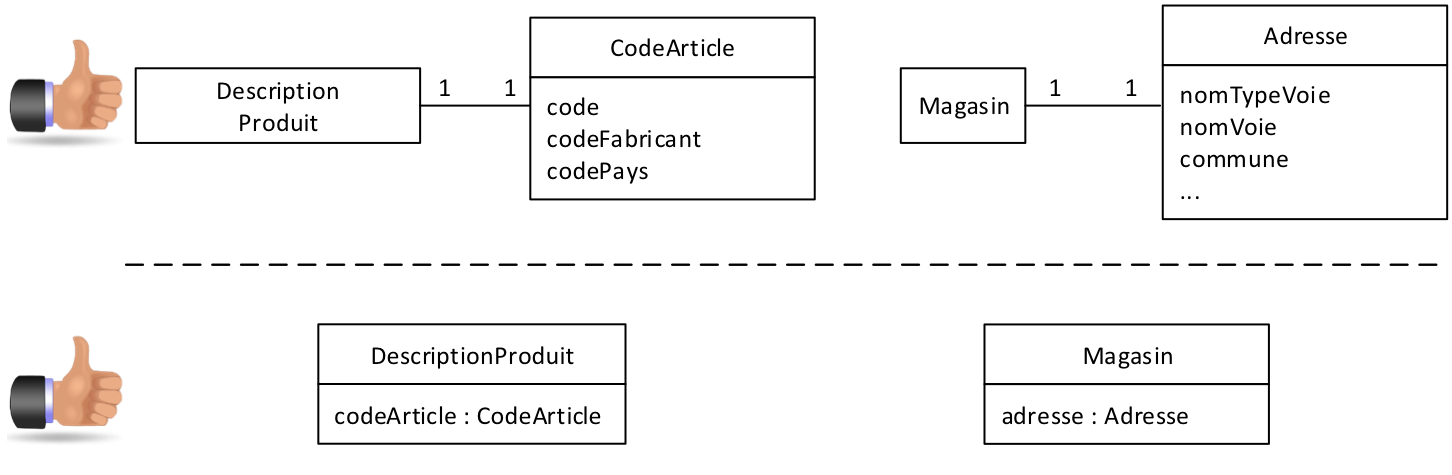 Description
Produit
1
1
CodeArticle
code
codeFabricant
codePays
Magasin
1
1
Adresse
nomTypeVoie
nomVoie
commune
...
DescriptionProduit
codeArticle : CodeArticle
Magasin
adresse : Adresse